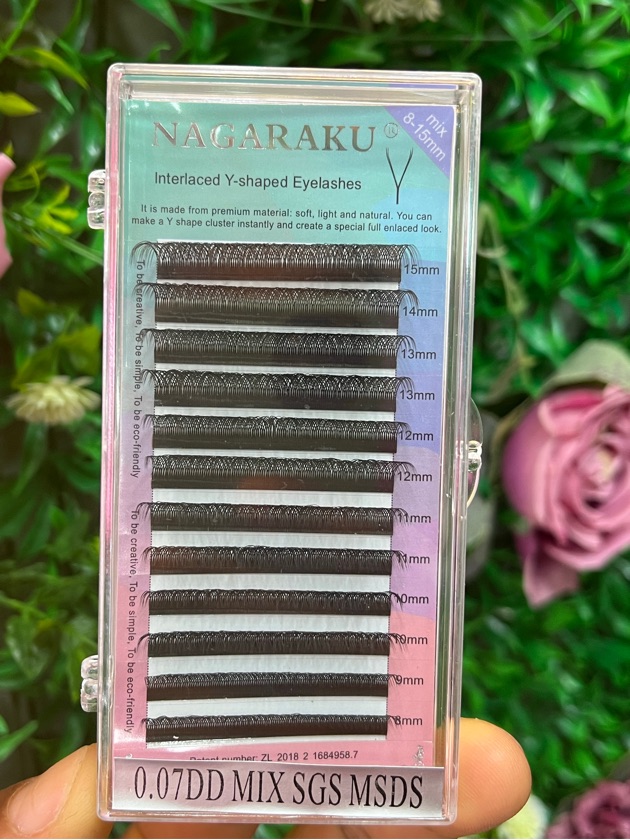 NAGARAKU®
mix
8-15mm
Interlaced Y-shaped Eyelashes
It is made from premium material: soft, light and natural. You can
make a Y shape cluster instantly and create a special full enlaced look.
15mm
14mm
13mm
13mm
12mm
12mm
11mm
11mm
10mm
10mm
9mm
8mm
To be creative, To be simple, To be eco-friendly
To be creative, To be simple, To be eco-friendly
Patent number: ZL 2018 2 1684958.7
0.07DD MIX SGS MSDS